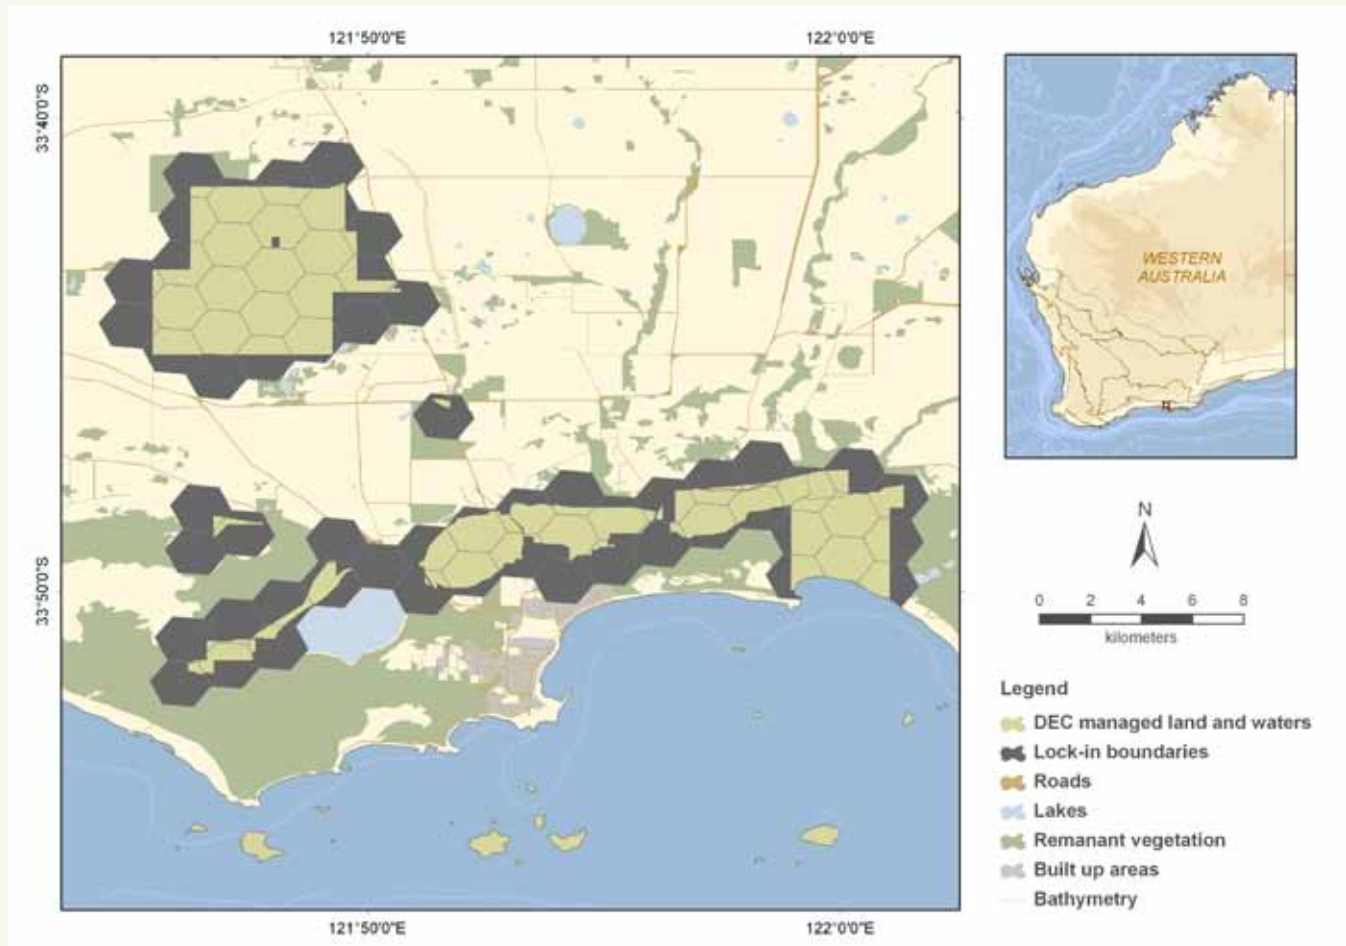 121°50'0"E
122°0'0"E
33°40'0"S
33°50'0"S
121°50'0"E
122°0'0"E
WESTERN
AUSTRALIA
N
0 2 4 6 8
kilometers
Legend
DEC managed land and waters
Lock-in boundaries
Roads
Lakes
Remanant vegetation
Built up areas
Bathymetry